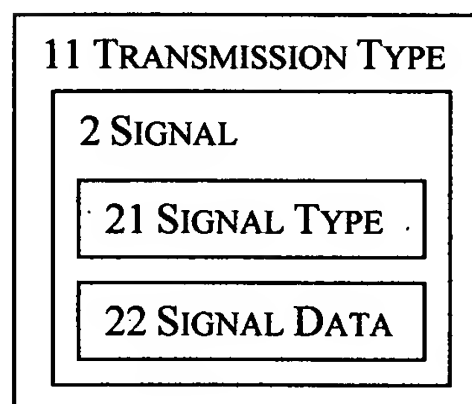 11 TRANSMISSION TYPE
2 SIGNAL
21 SIGNAL TYPE
22 SIGNAL DATA